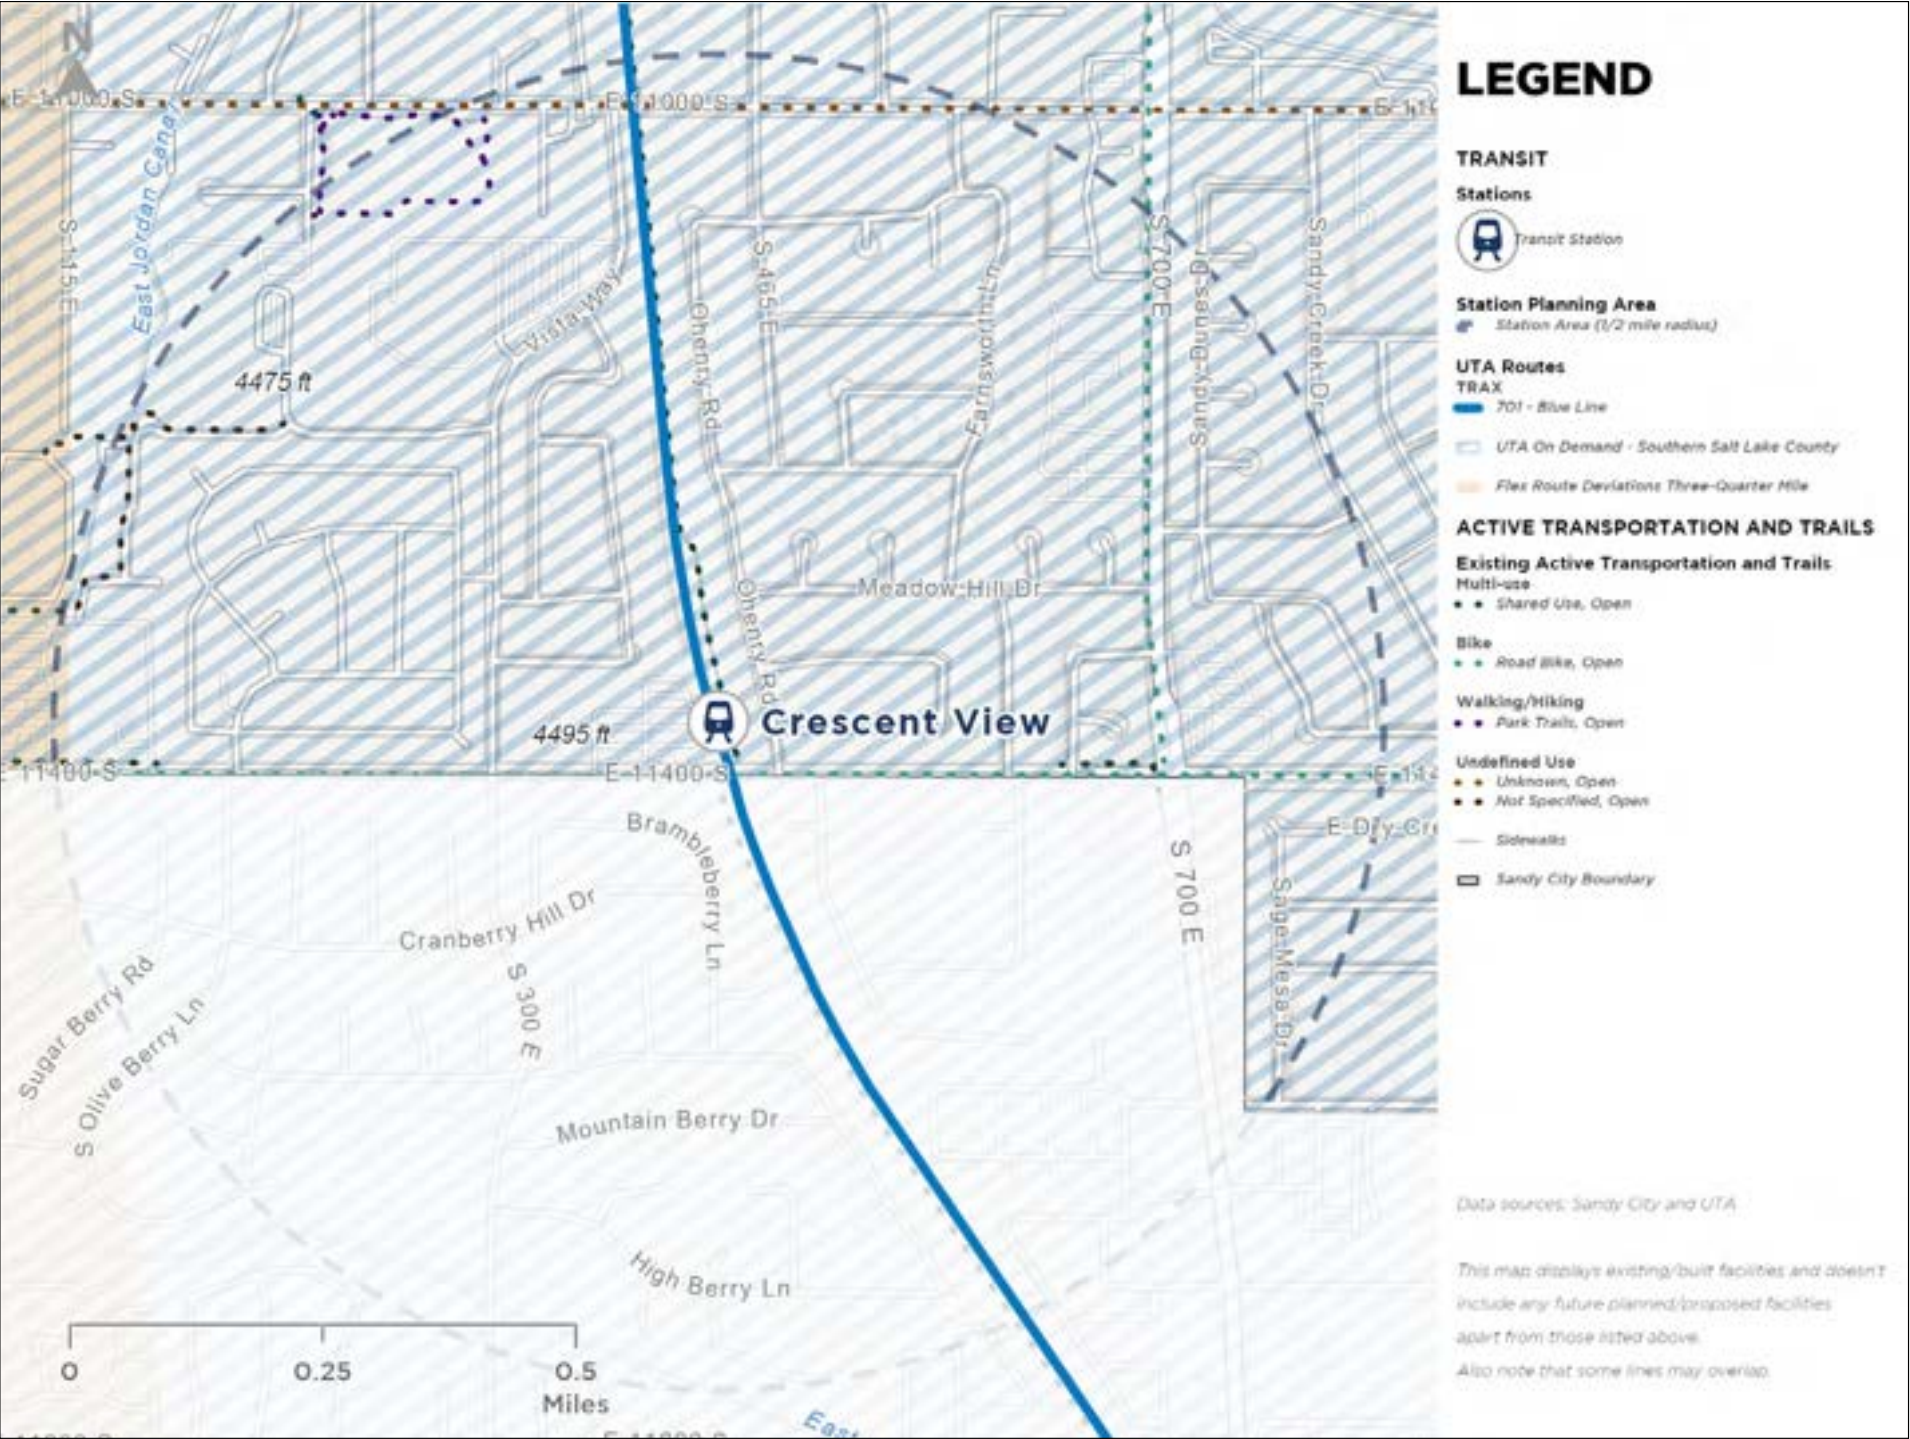 N
E 11000 S
E 11000 S
East Jordan Canal
S 115 E
Vista Way
S 465 E
Ohenry Rd
Farnsworth Ln
S 700 E
Sandy Dunes Dr
Sandy Creek Dr
4475 ft
Meadow Hill Dr
Ohenry Rd
4495 ft
Crescent View
E 11400 S
E 11400 S
E 114
Brambleberry Ln
E Dry Cre
S 700 E
Sage Mesa Dr
Cranberry Hill Dr
S 300 E
Sugar Berry Rd
S Olive Berry Ln
Mountain Berry Dr
High Berry Ln
0
0.25
0.5
Miles
East
LEGEND
TRANSIT
Stations
Transit Station
Station Planning Area
Station Area (1/2 mile radius)
UTA Routes
TRAX
701 - Blue Line
UTA On Demand - Southern Salt Lake County
Flex Route Deviations Three-Quarter Mile
ACTIVE TRANSPORTATION AND TRAILS
Existing Active Transportation and Trails
Multi-use
Shared Use, Open
Bike
Road Bike, Open
Walking/Hiking
Park Trails, Open
Undefined Use
Unknown, Open
Not Specified, Open
Sidewalks
Sandy City Boundary
Data sources: Sandy City and UTA
This map displays existing/built facilities and doesn't
include any future planned/proposed facilities
apart from those listed above.
Also note that some lines may overlap.